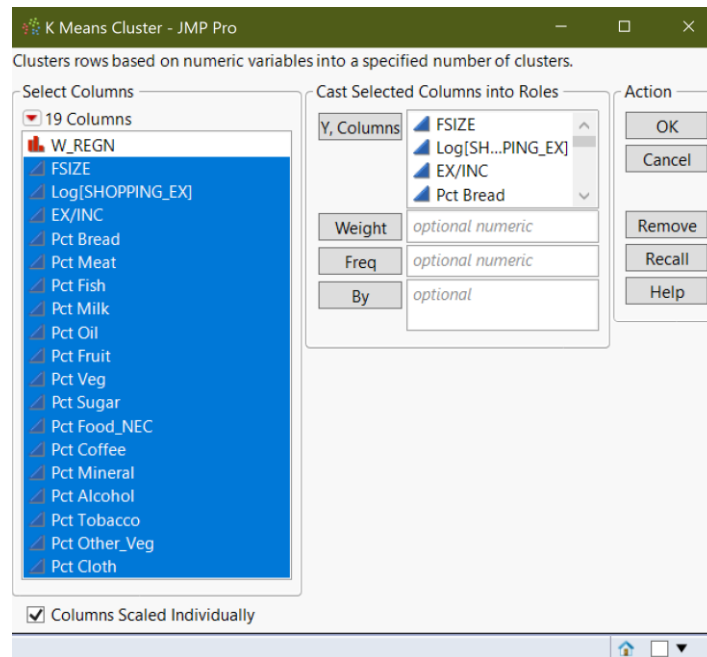 K Means Cluster - JMP Pro
Clusters rows based on numeric variables into a specified number of clusters.
Select Columns
19 Columns
W_REGN
FSIZE
Log[SHOPPING_EX]
EX/INC
Pct Bread
Pct Meat
Pct Fish
Pct Milk
Pct Oil
Pct Fruit
Pct Veg
Pct Sugar
Pct Food_NEC
Pct Coffee
Pct Mineral
Pct Alcohol
Pct Tobacco
Pct Other_Veg
Pct Cloth
Columns Scaled Individually
Cast Selected Columns into Roles
Y, Columns
FSIZE
Log[SH...PING_EX]
EX/INC
Pct Bread
Weight optional numeric
Freq optional numeric
By optional
Action
OK
Cancel
Remove
Recall
Help